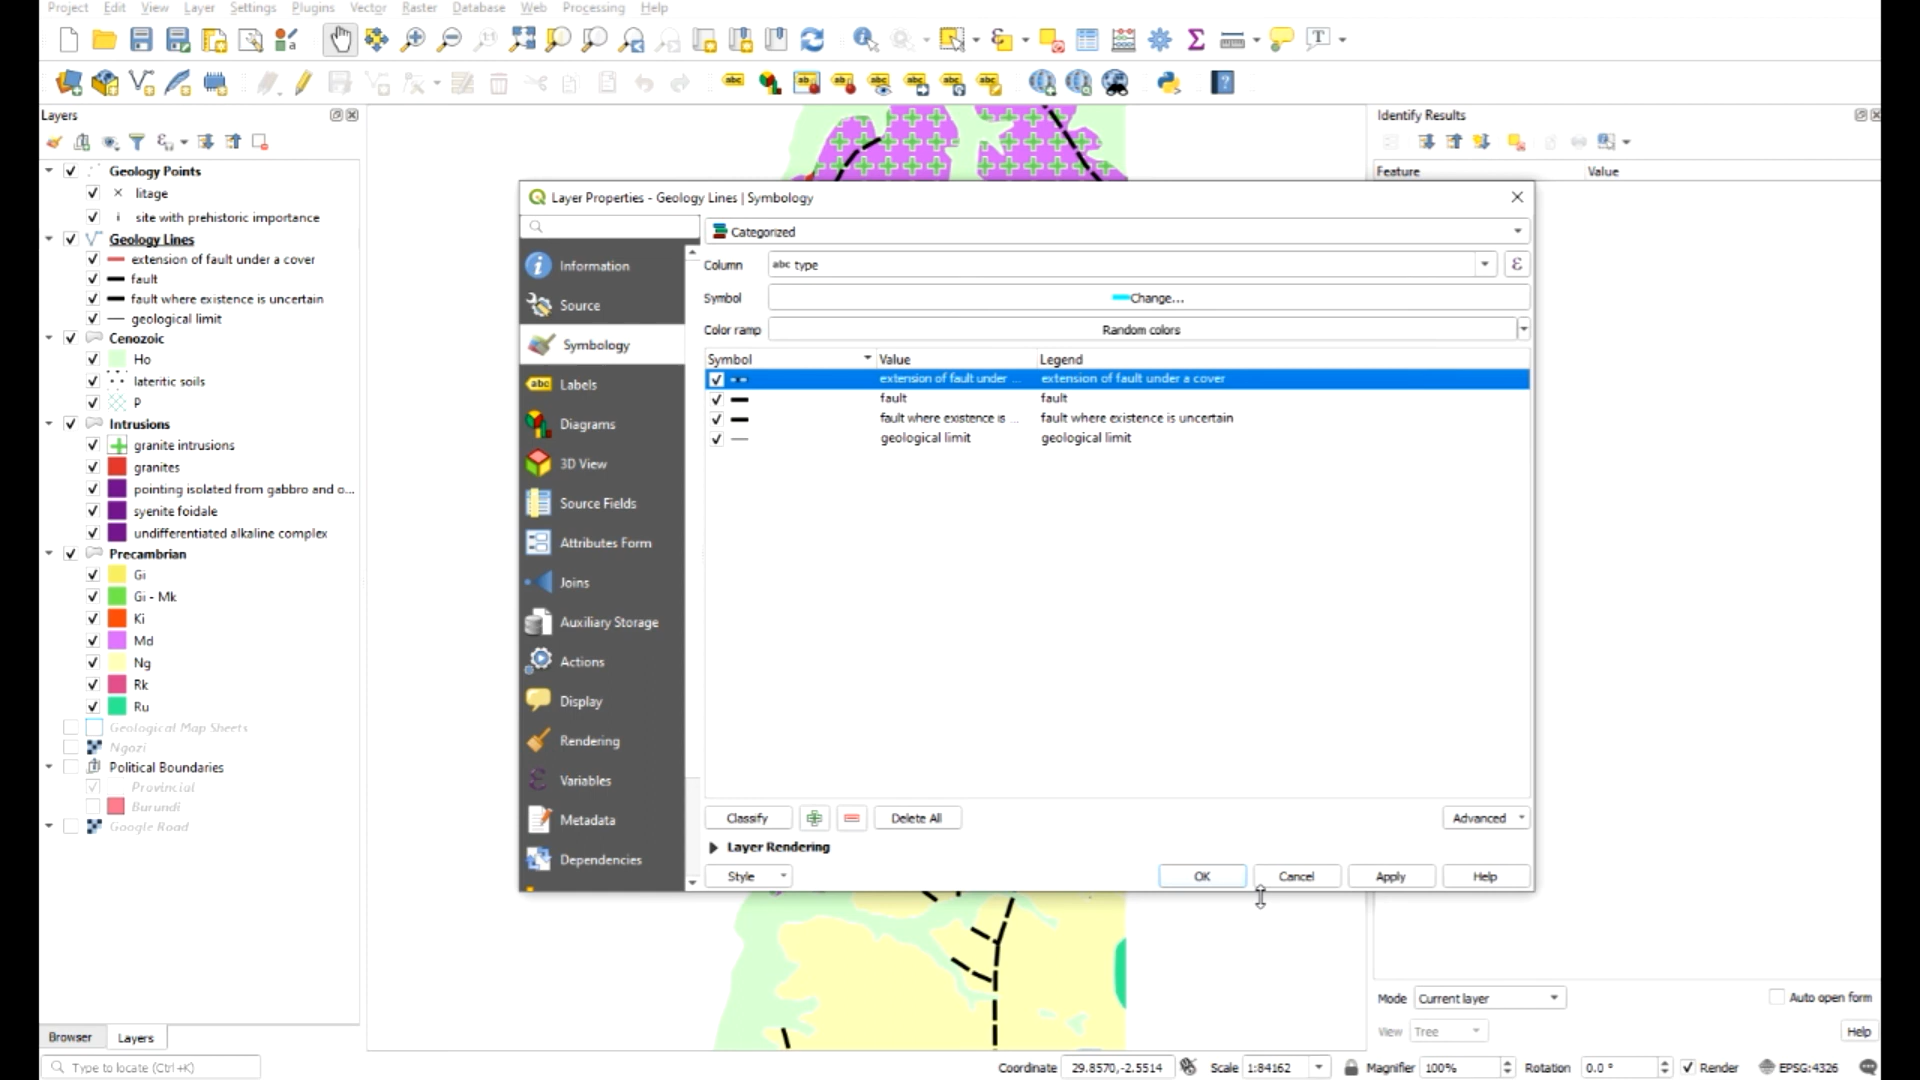 Project Edit View Layer Settings Plugins Vector Raster Database Web Processing Help
Layers
Geology Points
litage
site with prehistoric importance
Geology Lines
extension of fault under a cover
fault
fault where existence is uncertain
geological limit
Cenozoic
Ho
lateritic soils
P
Intrusions
granite intrusions
granites
pointing isolated from gabbro and o...
syenite foidale
undifferentiated alkaline complex
Precambrian
Gi
Gi - Mk
Ki
Md
Ng
Rk
Ru
Geological Map Sheets
Ngozi
Political Boundaries
Provincial
Burundi
Google Road
Browser
Layers
Type to locate (Ctrl+K)
Layer Properties - Geology Lines | Symbology
Information
Source
Symbology
abc Labels
Diagrams
3D View
Source Fields
Attributes Form
Joins
Auxiliary Storage
Actions
Display
Rendering
Variables
Metadata
Dependencies
Categorized
Column abc type ε
Symbol Change...
Color ramp Random colors
Symbol Value Legend
extension of fault under ... extension of fault under a cover
fault fault
fault where existence is ... fault where existence is uncertain
geological limit geological limit
Classify
Delete All
Advanced
Layer Rendering
Style
OK
Cancel
Apply
Help
Identify Results
Feature Value
Mode Current layer
Auto open form
View Tree
Help
Coordinate 29.8570,-2.5514 Scale 1:84162 Magnifier 100% Rotation 0.0 ° Render EPSG:4326